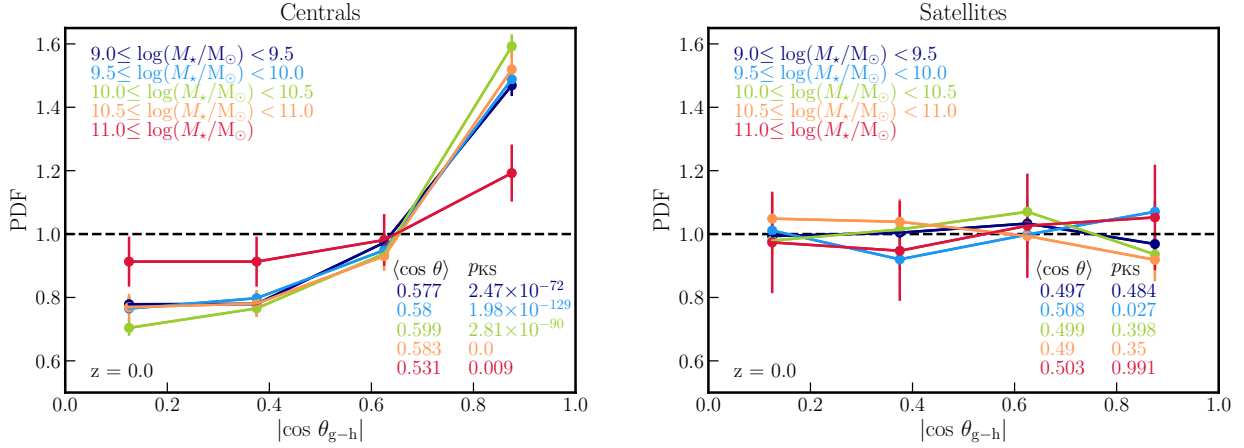 Centrals
9.0≤ log(M⋆/M⊙) < 9.5
9.5≤ log(M⋆/M⊙) < 10.0
10.0≤ log(M⋆/M⊙) < 10.5
10.5≤ log(M⋆/M⊙) < 11.0
11.0≤ log(M⋆/M⊙)
PDF
1.6
1.4
1.2
1.0
0.8
0.6
⟨cos θ⟩ pKS
0.577 2.47×10⁻⁷²
0.58 1.98×10⁻¹²⁹
0.599 2.81×10⁻⁹⁰
0.583 0.0
0.531 0.009
z = 0.0
0.0 0.2 0.4 0.6 0.8 1.0
|cos θg−h|
Satellites
9.0≤ log(M⋆/M⊙) < 9.5
9.5≤ log(M⋆/M⊙) < 10.0
10.0≤ log(M⋆/M⊙) < 10.5
10.5≤ log(M⋆/M⊙) < 11.0
11.0≤ log(M⋆/M⊙)
PDF
1.6
1.4
1.2
1.0
0.8
0.6
⟨cos θ⟩ pKS
0.497 0.484
0.508 0.027
0.499 0.398
0.49 0.35
0.503 0.991
z = 0.0
0.0 0.2 0.4 0.6 0.8 1.0
|cos θg−h|